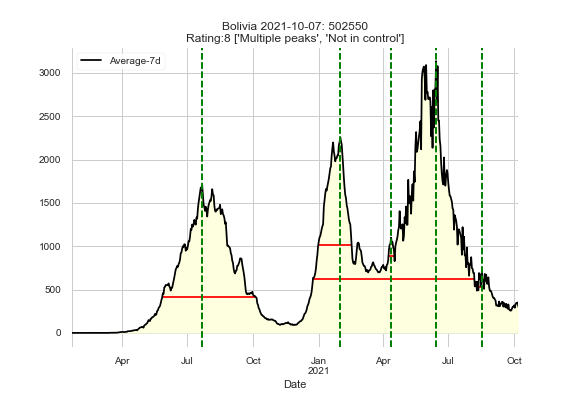 Bolivia 2021-10-07: 502550
Rating:8 ['Multiple peaks', 'Not in control']
Average-7d
3000
2500
2000
1500
1000
500
0
Apr Jul Oct Jan Apr Jul Oct
2021
Date